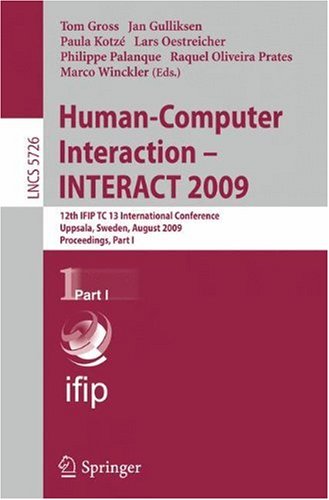 Tom Gross Jan Gulliksen
Paula Kotzé Lars Oestreicher
Philippe Palanque Raquel Oliveira Prates
Marco Winckler (Eds.)
LNCS 5726
Human-Computer
Interaction –
INTERACT 2009
12th IFIP TC 13 International Conference
Uppsala, Sweden, August 2009
Proceedings, Part I
1 Part I
ifip
Springer